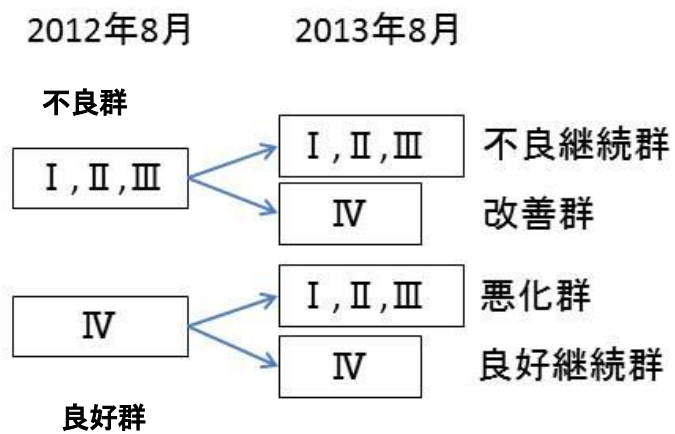 2012年8月 2013年8月
不良群
Ⅰ,Ⅱ,Ⅲ
Ⅰ,Ⅱ,Ⅲ 不良継続群
Ⅳ 改善群
Ⅳ
Ⅰ,Ⅱ,Ⅲ 悪化群
Ⅳ 良好継続群
良好群